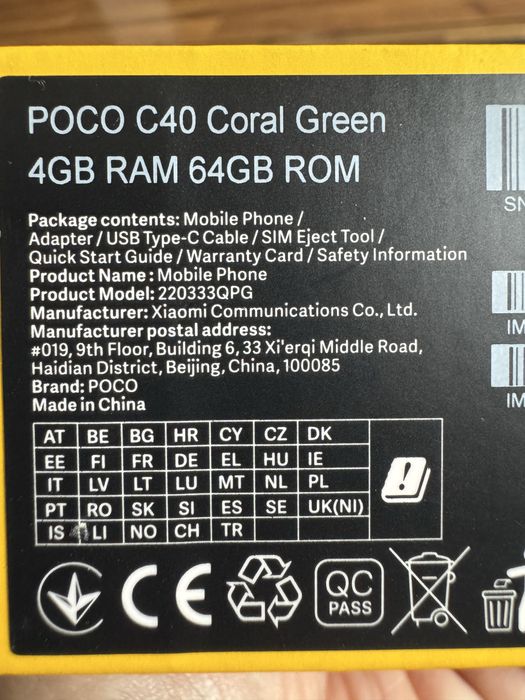 POCO C40 Coral Green
4GB RAM 64GB ROM
Package contents: Mobile Phone /
Adapter / USB Type-C Cable / SIM Eject Tool /
Quick Start Guide / Warranty Card / Safety Information
Product Name: Mobile Phone
Product Model: 220333QPG
Manufacturer: Xiaomi Communications Co., Ltd.
Manufacturer postal address:
#019, 9th Floor, Building 6, 33 Xi'erqi Middle Road,
Haidian District, Beijing, China, 100085
Brand: POCO
Made in China
AT BE BG HR CY CZ DK
EE FI FR DE EL HU IE
IT LV LT LU MT NL PL
PT RO SK SI ES SE UK(NI)
IS LI NO CH TR
CE
QC
PASS
SN
IM
IM